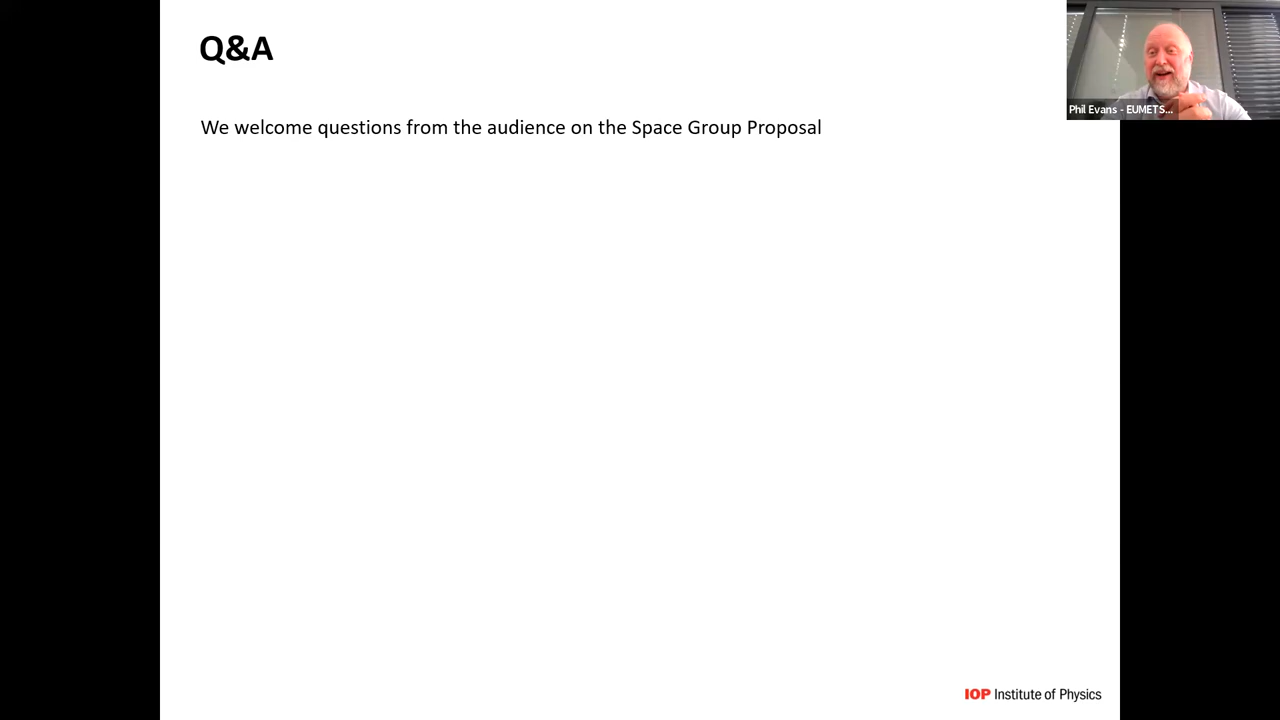 Q&A
We welcome questions from the audience on the Space Group Proposal
Phil Evans - EUMETS...
IOP Institute of Physics